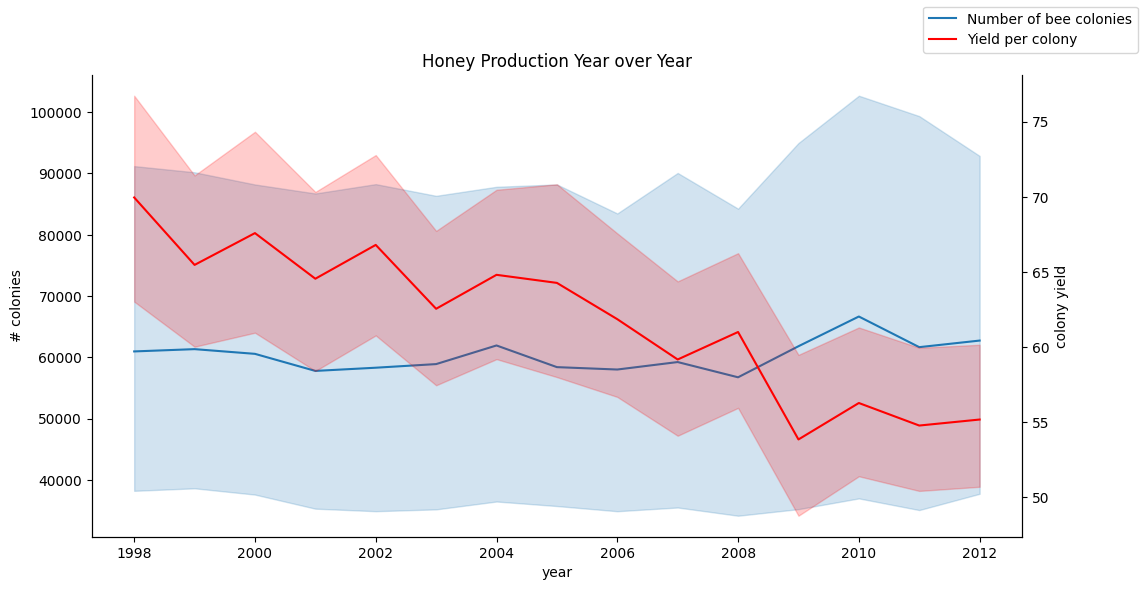 Number of bee colonies
Yield per colony
Honey Production Year over Year
100000
90000
80000
70000
60000
50000
40000
# colonies
75
70
65
60
55
50
colony yield
1998 2000 2002 2004 2006 2008 2010 2012
year